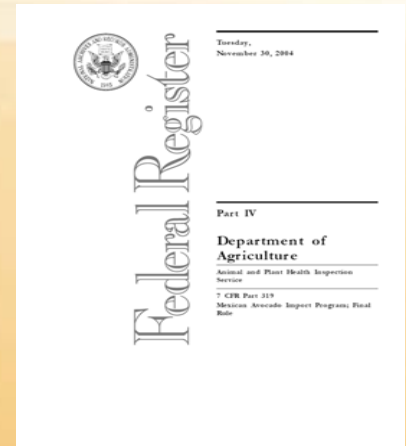 Federal Register
Tuesday,
November 30, 2004
Part IV
Department of
Agriculture
Animal and Plant Health Inspection
Service
7 CFR Part 319
Mexican Avocado Import Program; Final
Rule